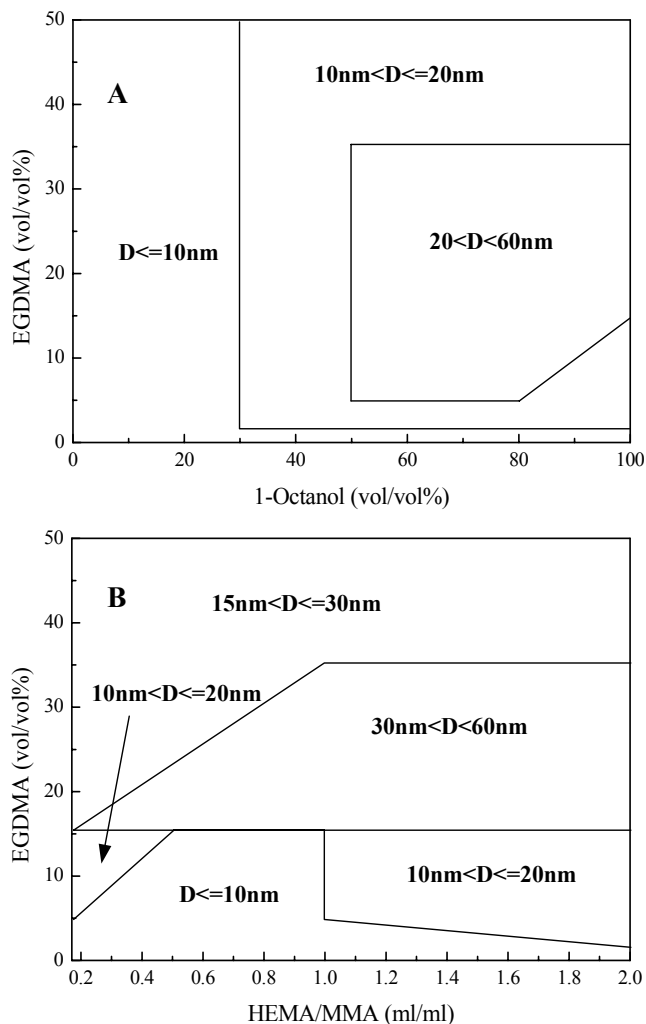 50
A
10nm<D<=20nm
40
30
D<=10nm
20<D<60nm
20
10
0
EGDMA (vol/vol%)
0 20 40 60 80 100
1-Octanol (vol/vol%)
50
B
15nm<D<=30nm
40
10nm<D<=20nm
30
30nm<D<60nm
20
10
D<=10nm
10nm<D<=20nm
0
EGDMA (vol/vol%)
0.2 0.4 0.6 0.8 1.0 1.2 1.4 1.6 1.8 2.0
HEMA/MMA (ml/ml)